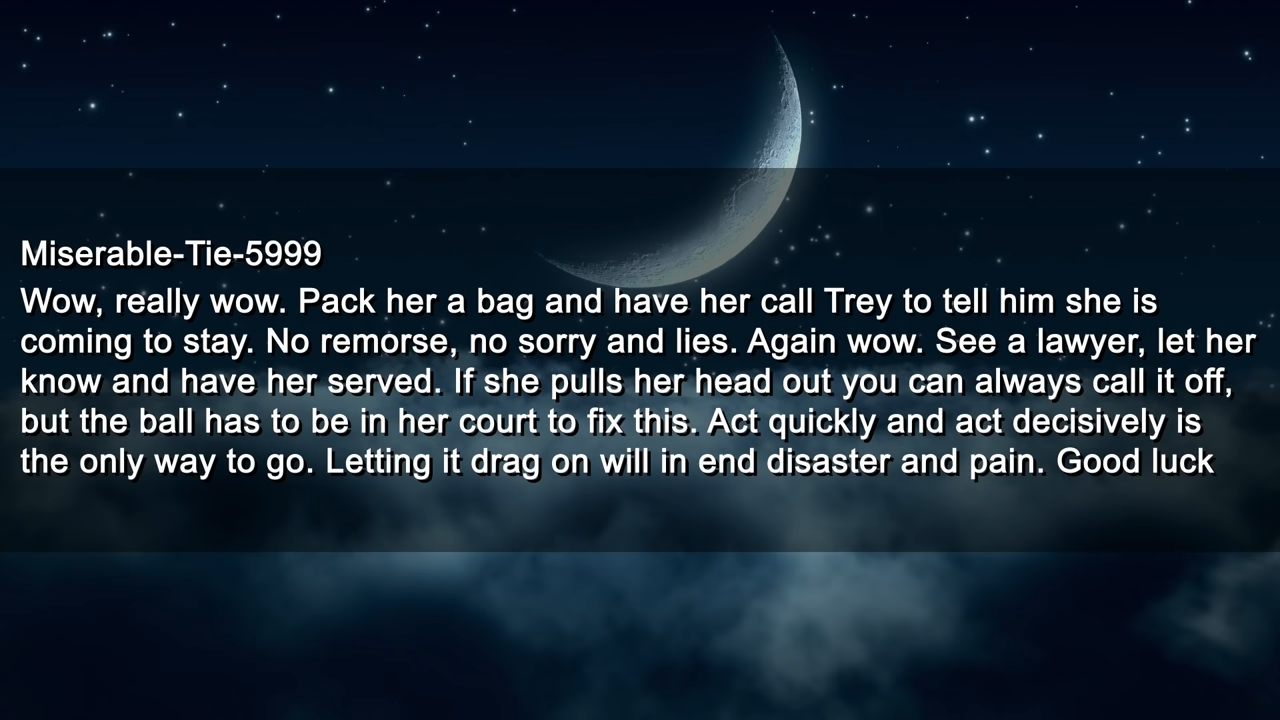 Miserable-Tie-5999
Wow, really wow. Pack her a bag and have her call Trey to tell him she is
coming to stay. No remorse, no sorry and lies. Again wow. See a lawyer, let her
know and have her served. If she pulls her head out you can always call it off,
but the ball has to be in her court to fix this. Act quickly and act decisively is
the only way to go. Letting it drag on will in end disaster and pain. Good luck